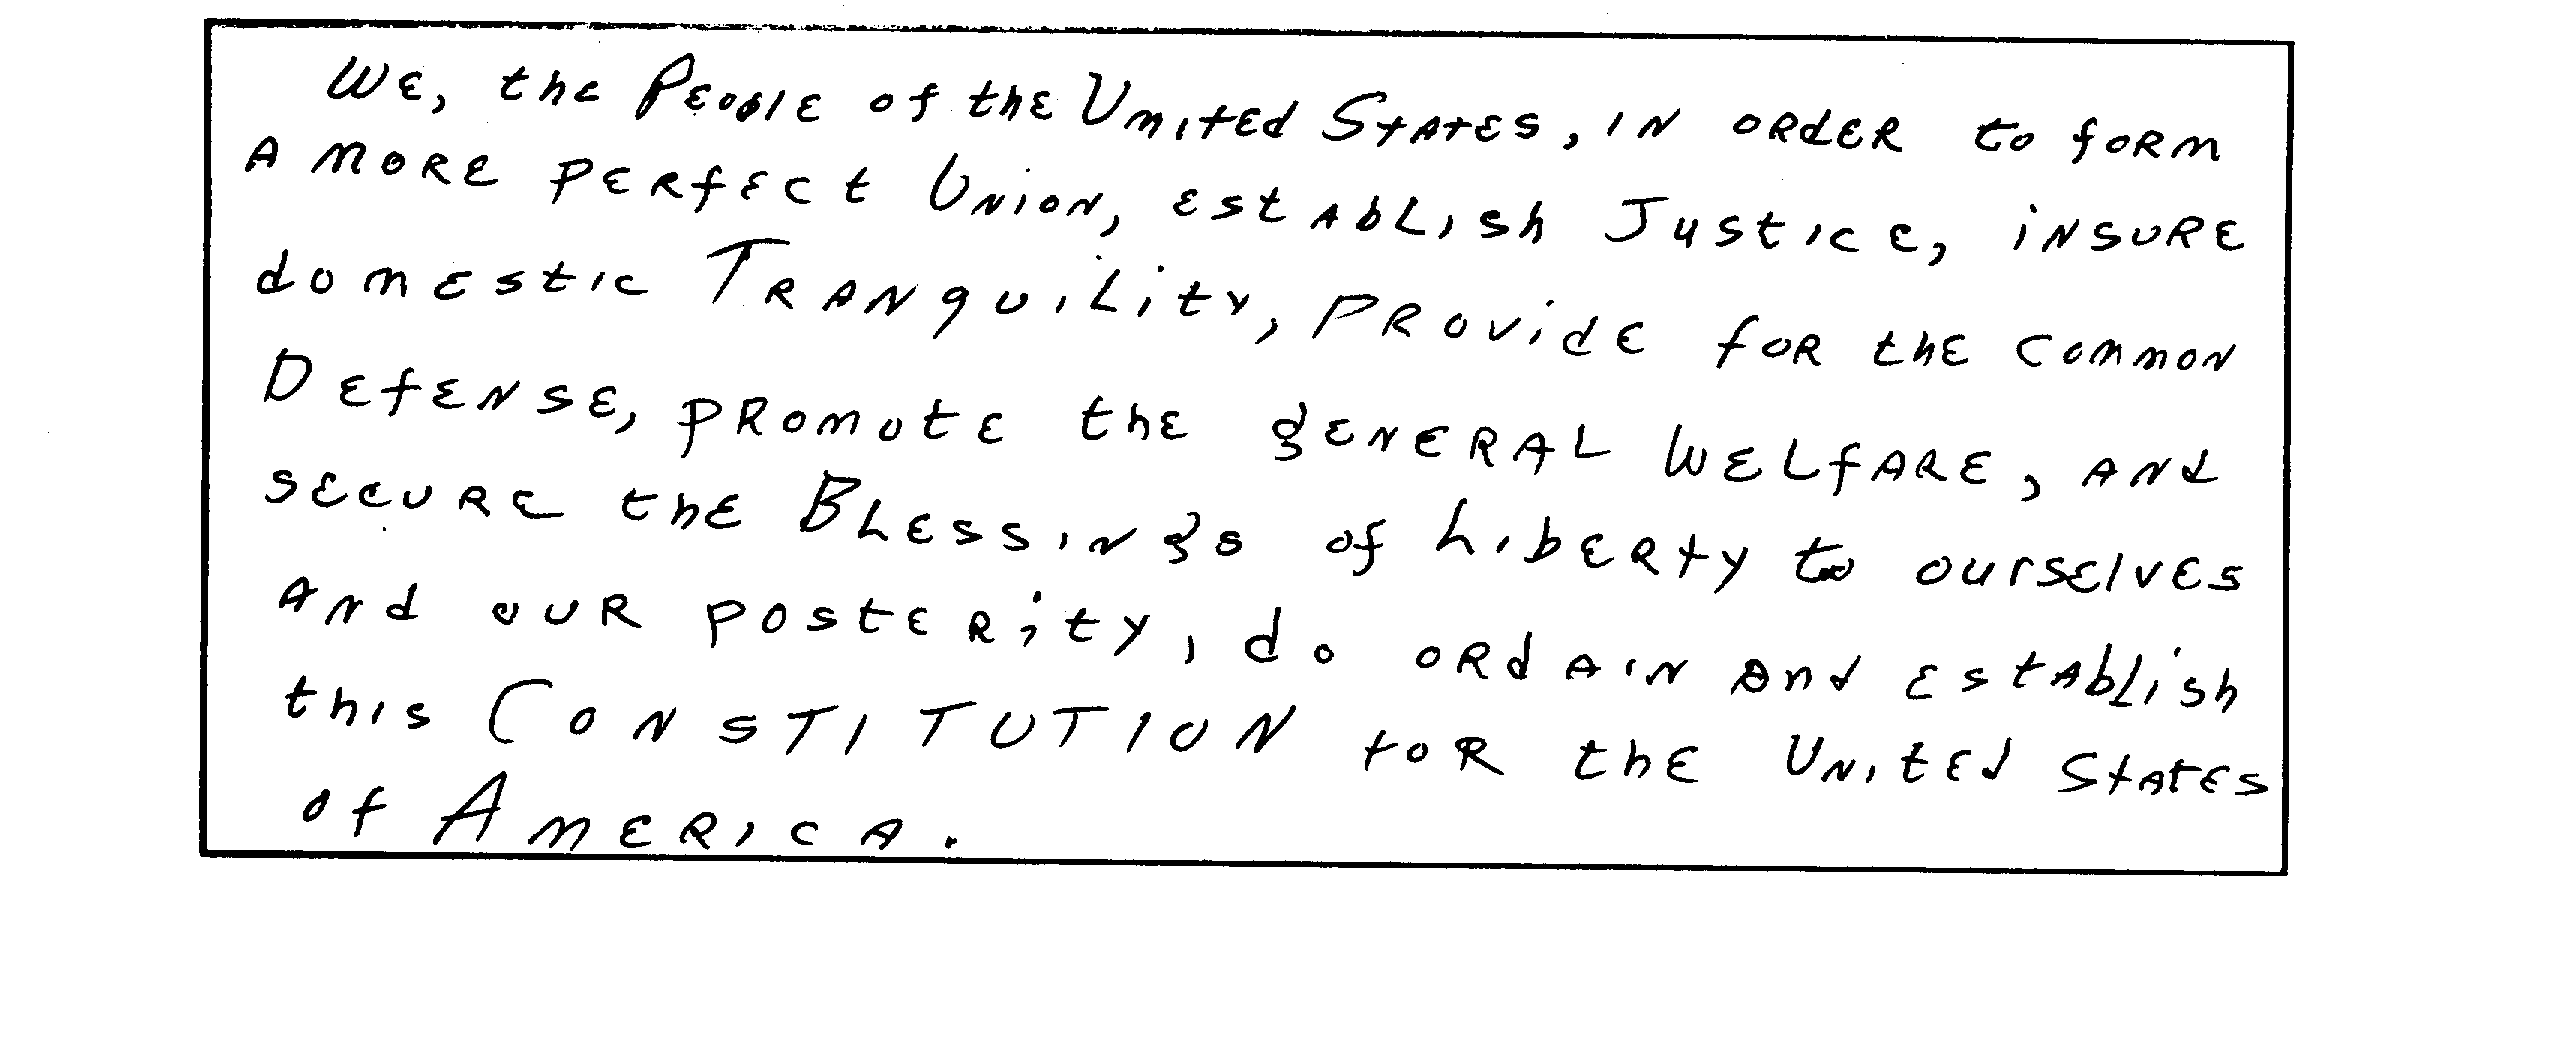 We, the People of the United States, in order to form
a more perfect Union, establish Justice, insure
domestic Tranquility, provide for the common
Defense, promote the general Welfare, and
secure the Blessings of Liberty to ourselves
and our posterity, do ordain and establish
this CONSTITUTION for the United States
of America.